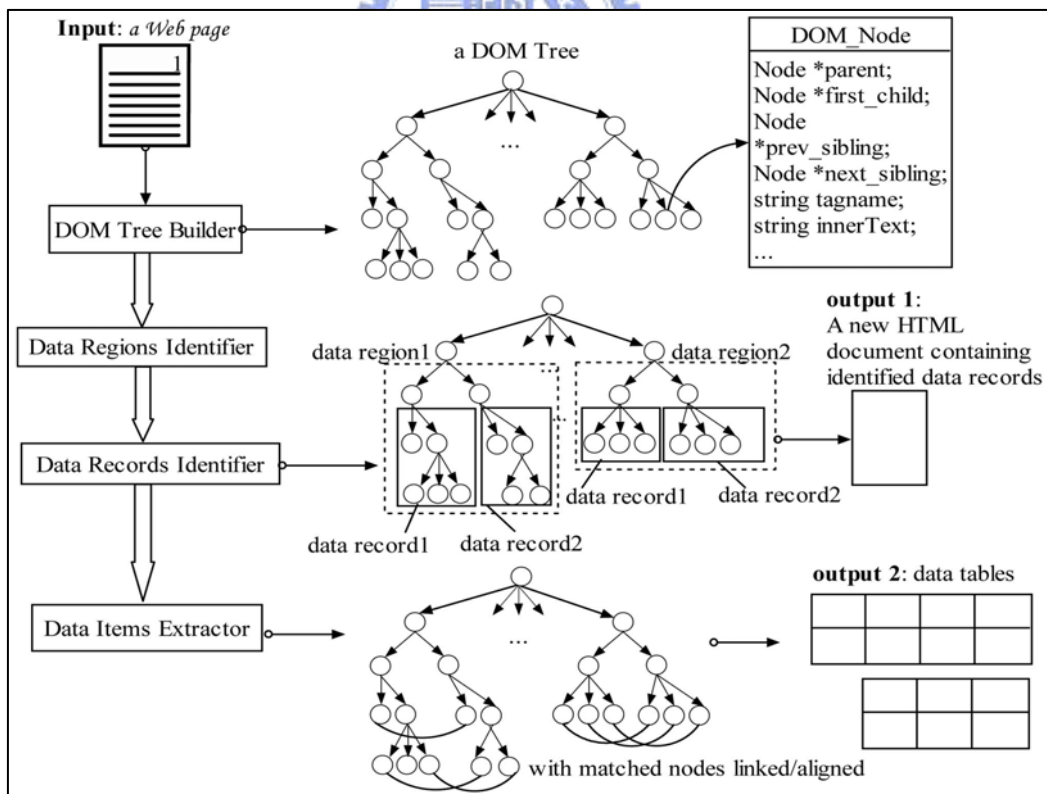 Input: a Web page
1
a DOM Tree
DOM_Node
Node *parent;
Node *first_child;
Node
*prev_sibling;
Node *next_sibling;
string tagname;
string innerText;
...
...
DOM Tree Builder
Data Regions Identifier
data region1
data region2
...
...
output 1:
A new HTML
document containing
identified data records
Data Records Identifier
data record1
data record2
data record1
data record2
output 2: data tables
Data Items Extractor
...
with matched nodes linked/aligned